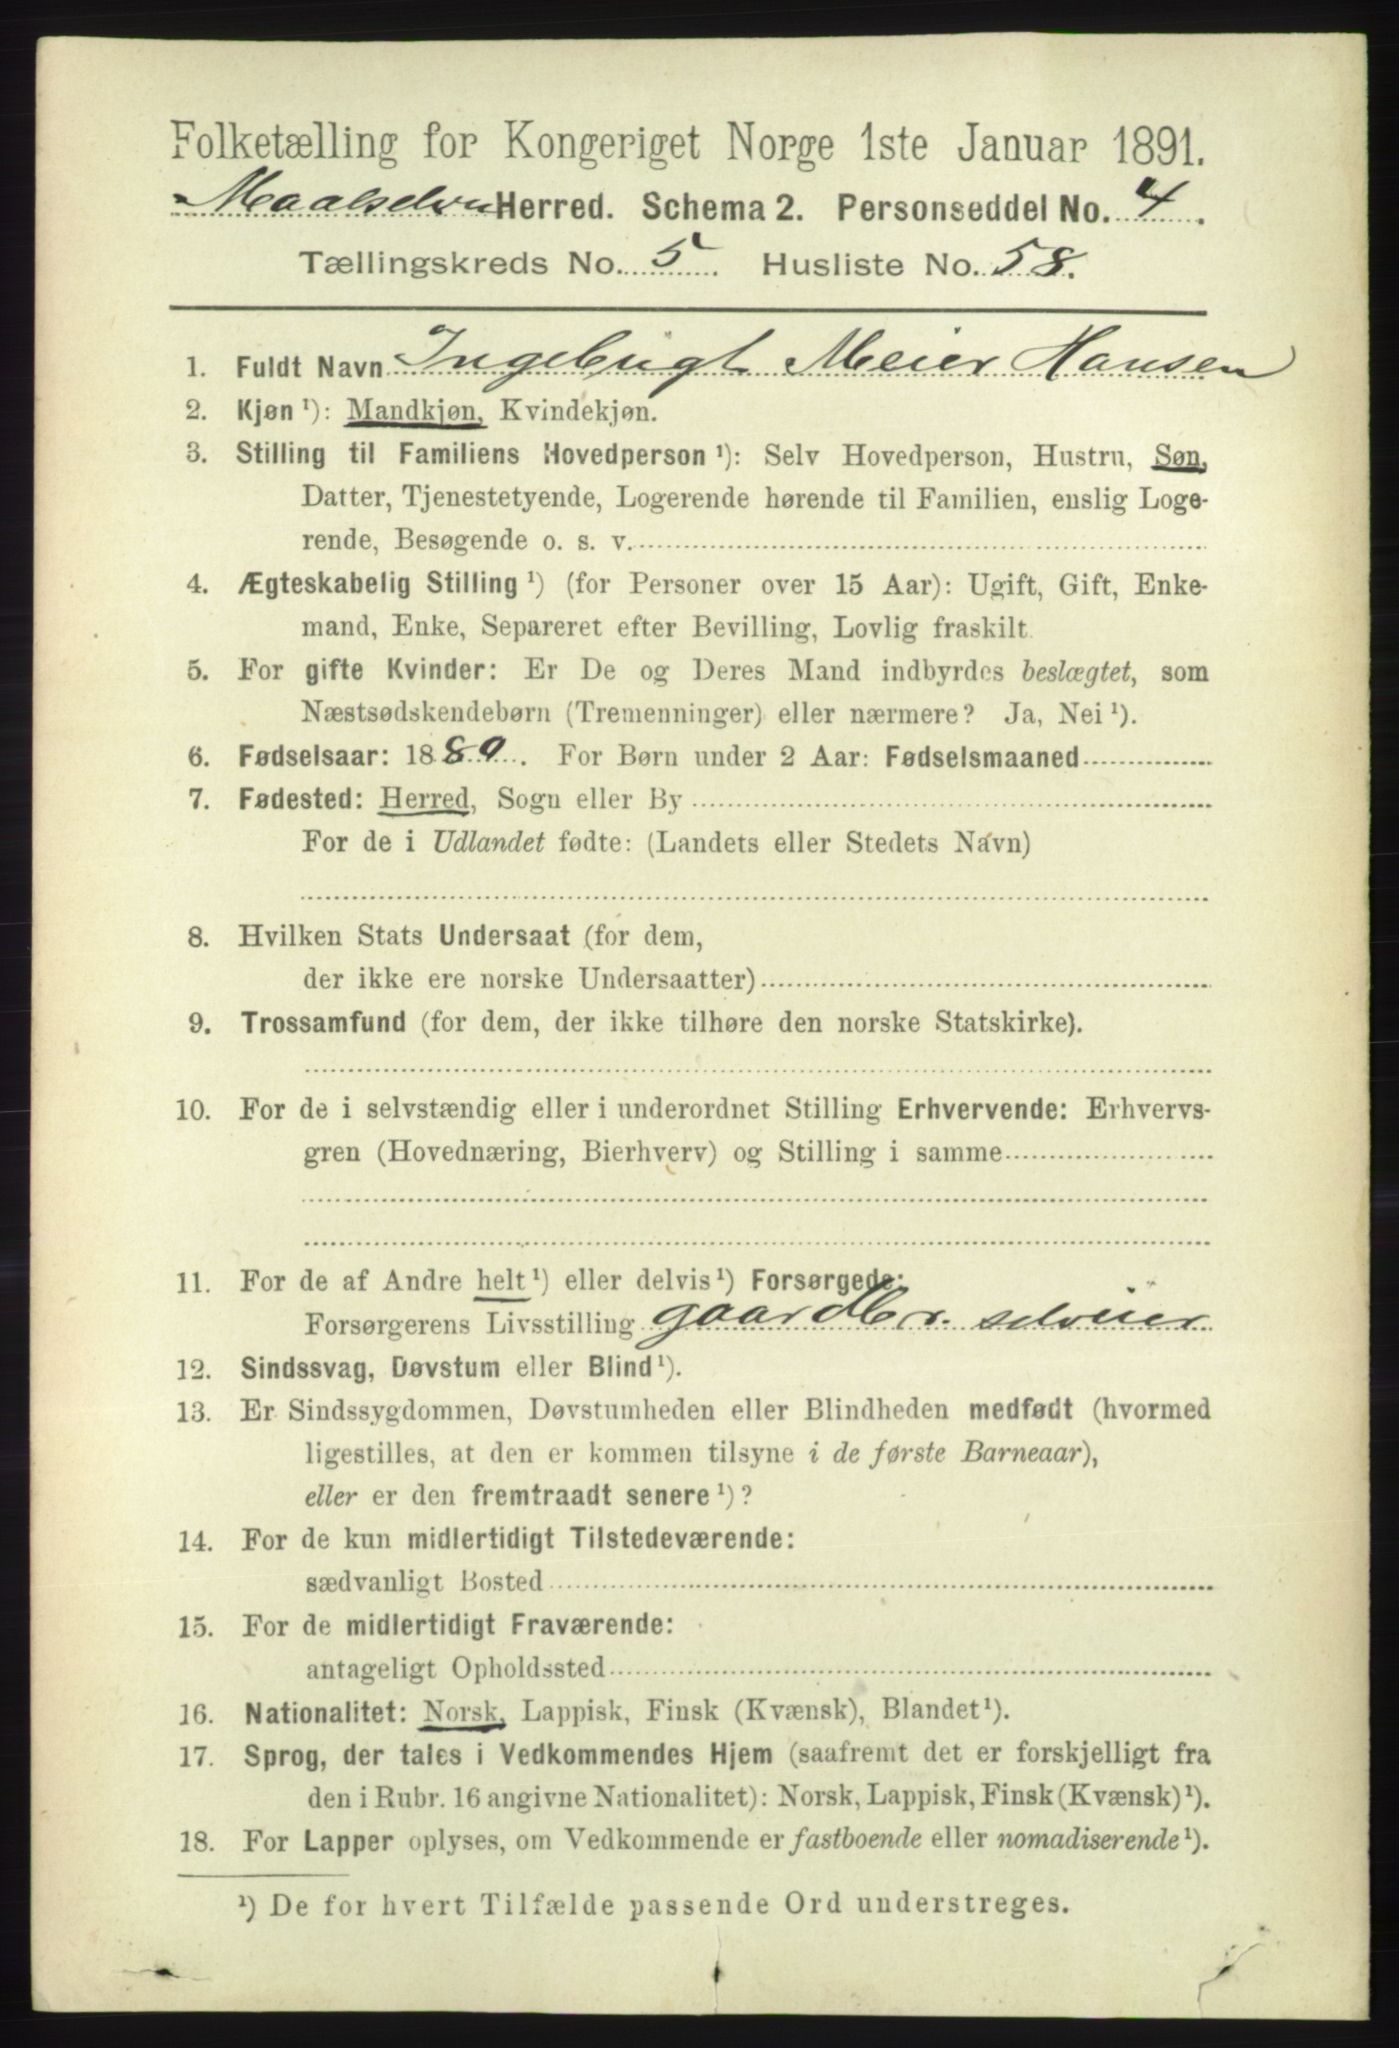 Folketælling for Kongeriget Norge 1ste Januar 1891.
Maalselven Herred. Schema 2. Personseddel No. 4.
Tællingskreds No. 5. Husliste No. 58.
1. Fuldt Navn Ingebrigt Meier Hansen
2. Kjøn ¹): Mandkjøn, Kvindekjøn.
3. Stilling til Familiens Hovedperson ¹): Selv Hovedperson, Hustru, Søn,
Datter, Tjenestetyende, Logerende hørende til Familien, enslig Loge-
rende, Besøgende o. s. v.
4. Ægteskabelig Stilling ¹) (for Personer over 15 Aar): Ugift, Gift, Enke-
mand, Enke, Separeret efter Bevilling, Lovlig fraskilt.
5. For gifte Kvinder: Er De og Deres Mand indbyrdes beslægtet, som
Næstsødskendebørn (Tremenninger) eller nærmere? Ja, Nei ¹).
6. Fødselsaar: 1880. For Børn under 2 Aar: Fødselsmaaned
7. Fødested: Herred, Sogn eller By
For de i Udlandet fødte: (Landets eller Stedets Navn)
8. Hvilken Stats Undersaat (for dem,
der ikke ere norske Undersaatter)
9. Trossamfund (for dem, der ikke tilhøre den norske Statskirke).
10. For de i selvstændig eller i underordnet Stilling Erhvervende: Erhvervs-
gren (Hovednæring, Bierhverv) og Stilling i samme
11. For de af Andre helt ¹) eller delvis ¹) Forsørgede:
Forsørgerens Livsstilling gaardbr. selveier
12. Sindssvag, Døvstum eller Blind ¹).
13. Er Sindssygdommen, Døvstumheden eller Blindheden medfødt (hvormed
ligestilles, at den er kommen tilsyne i de første Barneaar),
eller er den fremtraadt senere ¹)?
14. For de kun midlertidigt Tilstedeværende:
sædvanligt Bosted
15. For de midlertidigt Fraværende:
antageligt Opholdssted
16. Nationalitet: Norsk, Lappisk, Finsk (Kvænsk), Blandet ¹).
17. Sprog, der tales i Vedkommendes Hjem (saafremt det er forskjelligt fra
den i Rubr. 16 angivne Nationalitet): Norsk, Lappisk, Finsk (Kvænsk) ¹).
18. For Lapper oplyses, om Vedkommende er fastboende eller nomadiserende ¹).
¹) De for hvert Tilfælde passende Ord understreges.